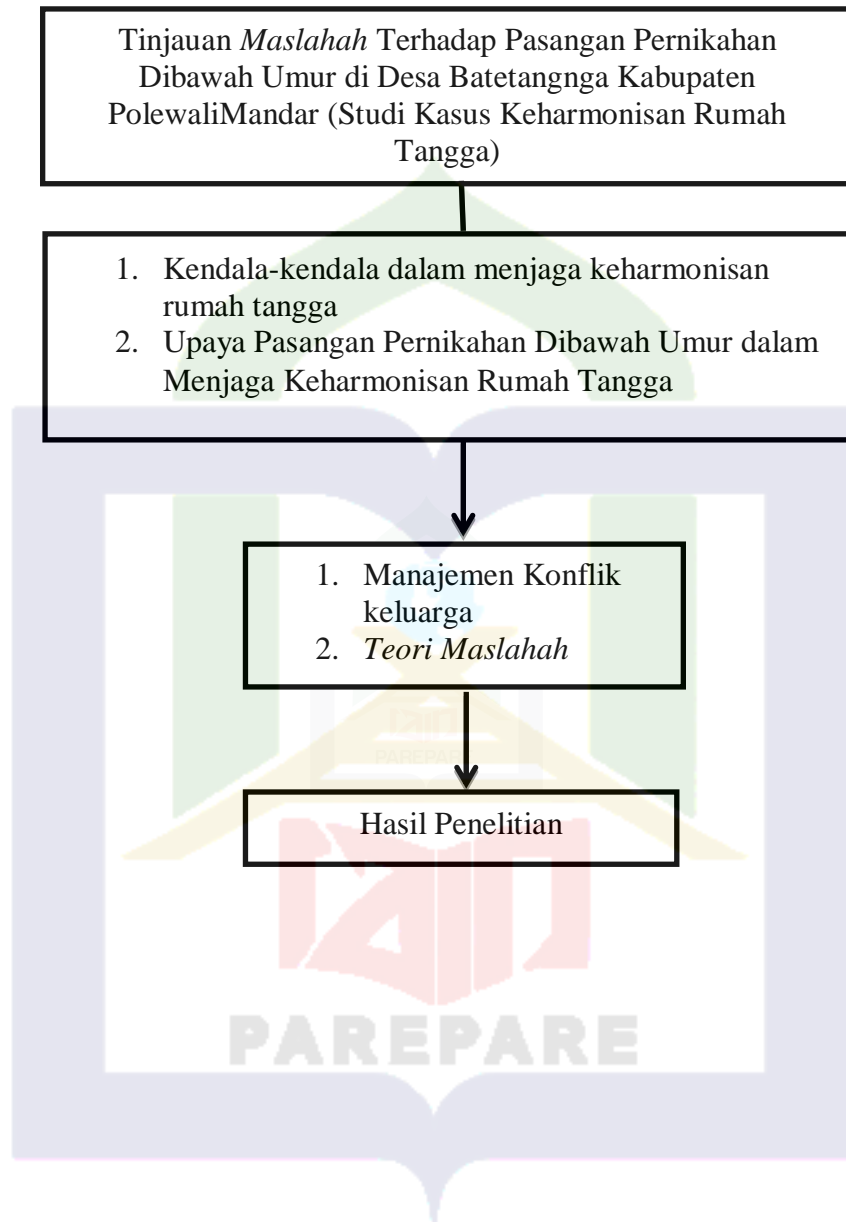 Tinjauan Maslahah Terhadap Pasangan Pernikahan
Dibawah Umur di Desa Batetangnga Kabupaten
PolewaliMandar (Studi Kasus Keharmonisan Rumah
Tangga)
1. Kendala-kendala dalam menjaga keharmonisan
rumah tangga
2. Upaya Pasangan Pernikahan Dibawah Umur dalam
Menjaga Keharmonisan Rumah Tangga
1. Manajemen Konflik
keluarga
2. Teori Maslahah
PAREPARE
Hasil Penelitian
PAREPARE